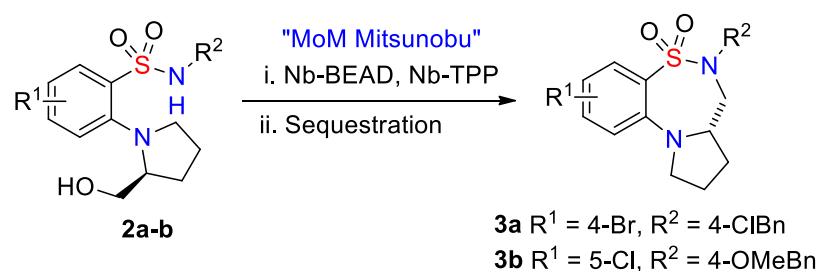 O O
S N R²
H
R¹
N
HO
2a-b
"MoM Mitsunobu"
i. Nb-BEAD, Nb-TPP
ii. Sequestration
O O
S N R²
R¹
N
3a R¹ = 4-Br, R² = 4-ClBn
3b R¹ = 5-Cl, R² = 4-OMeBn